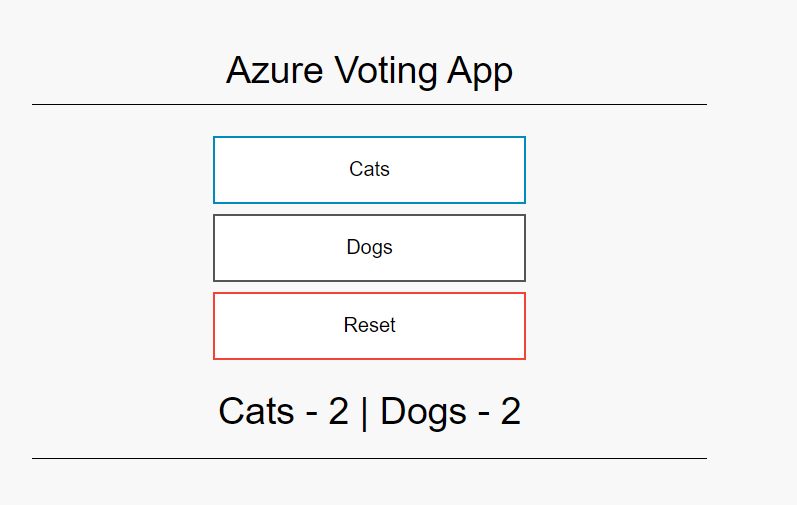 Azure Voting App
Cats
Dogs
Reset
Cats - 2 | Dogs - 2